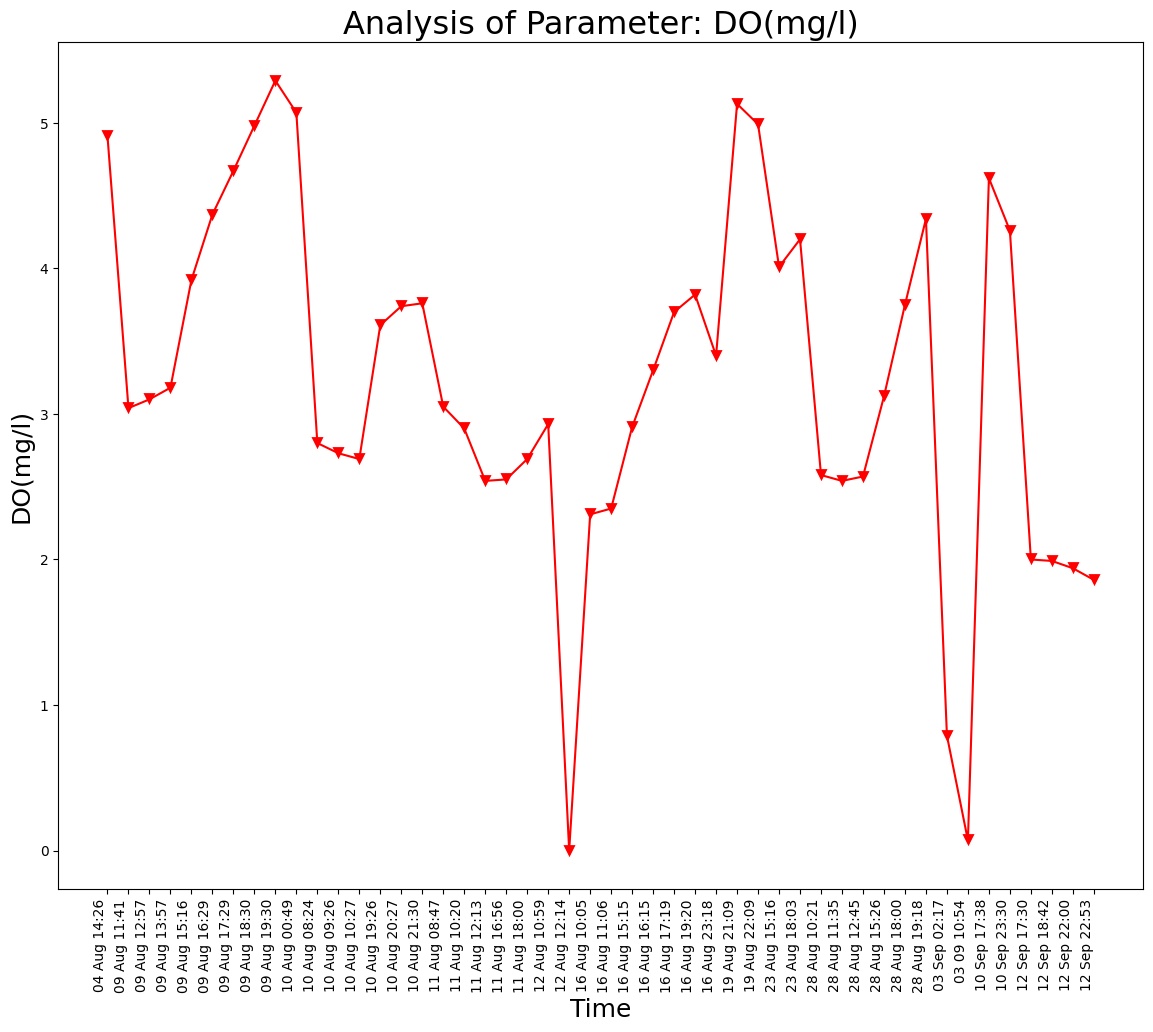 Analysis of Parameter: DO(mg/l)
DO(mg/l)
5
4
3
2
1
0
04 Aug 14:26
09 Aug 11:41
09 Aug 12:57
09 Aug 13:57
09 Aug 15:16
09 Aug 16:29
09 Aug 17:29
09 Aug 18:30
09 Aug 19:30
10 Aug 00:49
10 Aug 08:24
10 Aug 09:26
10 Aug 10:27
10 Aug 19:26
10 Aug 20:27
10 Aug 21:30
11 Aug 08:47
11 Aug 10:20
11 Aug 12:13
11 Aug 16:56
11 Aug 18:00
12 Aug 10:59
12 Aug 12:14
16 Aug 10:05
16 Aug 11:06
16 Aug 15:15
16 Aug 16:15
16 Aug 17:19
16 Aug 19:20
16 Aug 23:18
19 Aug 21:09
19 Aug 22:09
23 Aug 15:16
23 Aug 18:03
28 Aug 10:21
28 Aug 11:35
28 Aug 12:45
28 Aug 15:26
28 Aug 18:00
28 Aug 19:18
03 Sep 02:17
03 09 10:54
10 Sep 17:38
10 Sep 23:30
12 Sep 17:30
12 Sep 18:42
12 Sep 22:00
12 Sep 22:53
Time